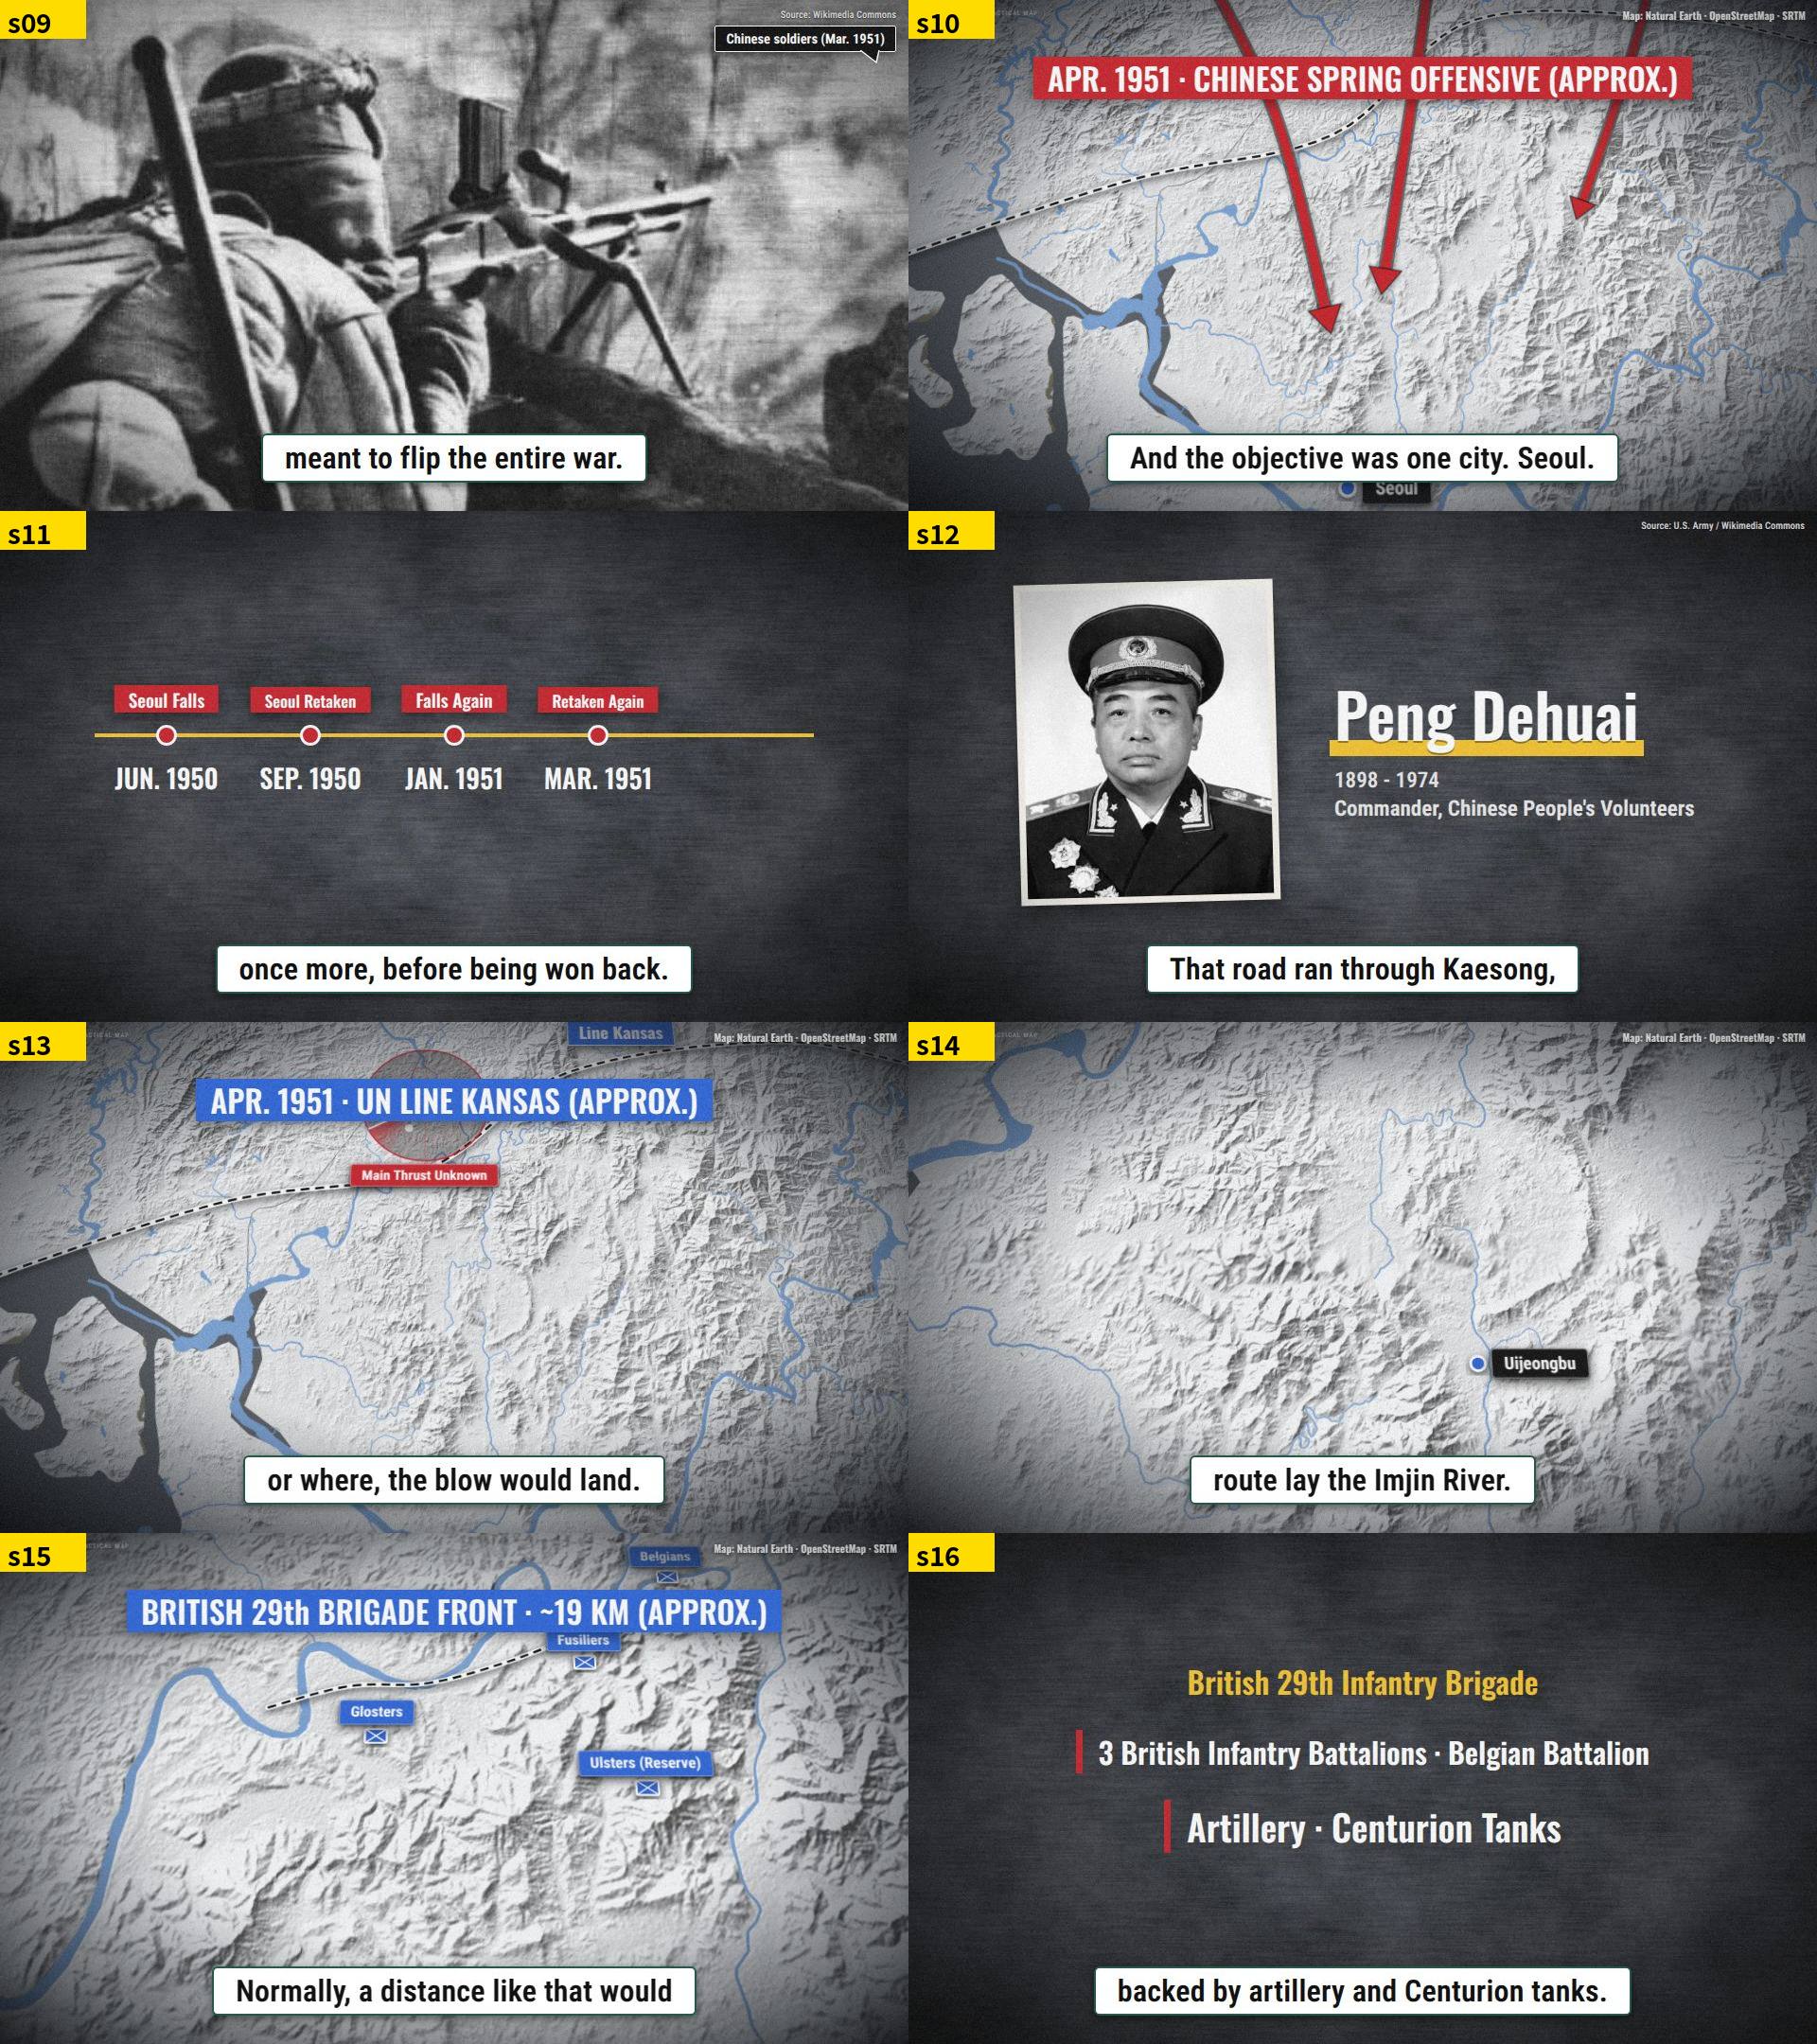 s09
Source: Wikimedia Commons
Chinese soldiers (Mar. 1951)
meant to flip the entire war.
s10
Map: Natural Earth · OpenStreetMap · SRTM
APR. 1951 · CHINESE SPRING OFFENSIVE (APPROX.)
And the objective was one city. Seoul.
Seoul
s11
Seoul Falls
Seoul Retaken
Falls Again
Retaken Again
JUN. 1950
SEP. 1950
JAN. 1951
MAR. 1951
once more, before being won back.
s12
Source: U.S. Army / Wikimedia Commons
Peng Dehuai
1898 - 1974
Commander, Chinese People's Volunteers
That road ran through Kaesong,
s13
Line Kansas
Map: Natural Earth · OpenStreetMap · SRTM
APR. 1951 · UN LINE KANSAS (APPROX.)
Main Thrust Unknown
or where, the blow would land.
s14
Map: Natural Earth · OpenStreetMap · SRTM
Uijeongbu
route lay the Imjin River.
s15
Belgians
Map: Natural Earth · OpenStreetMap · SRTM
BRITISH 29th BRIGADE FRONT · ~19 KM (APPROX.)
Fusiliers
Glosters
Ulsters (Reserve)
Normally, a distance like that would
s16
British 29th Infantry Brigade
3 British Infantry Battalions · Belgian Battalion
Artillery · Centurion Tanks
backed by artillery and Centurion tanks.